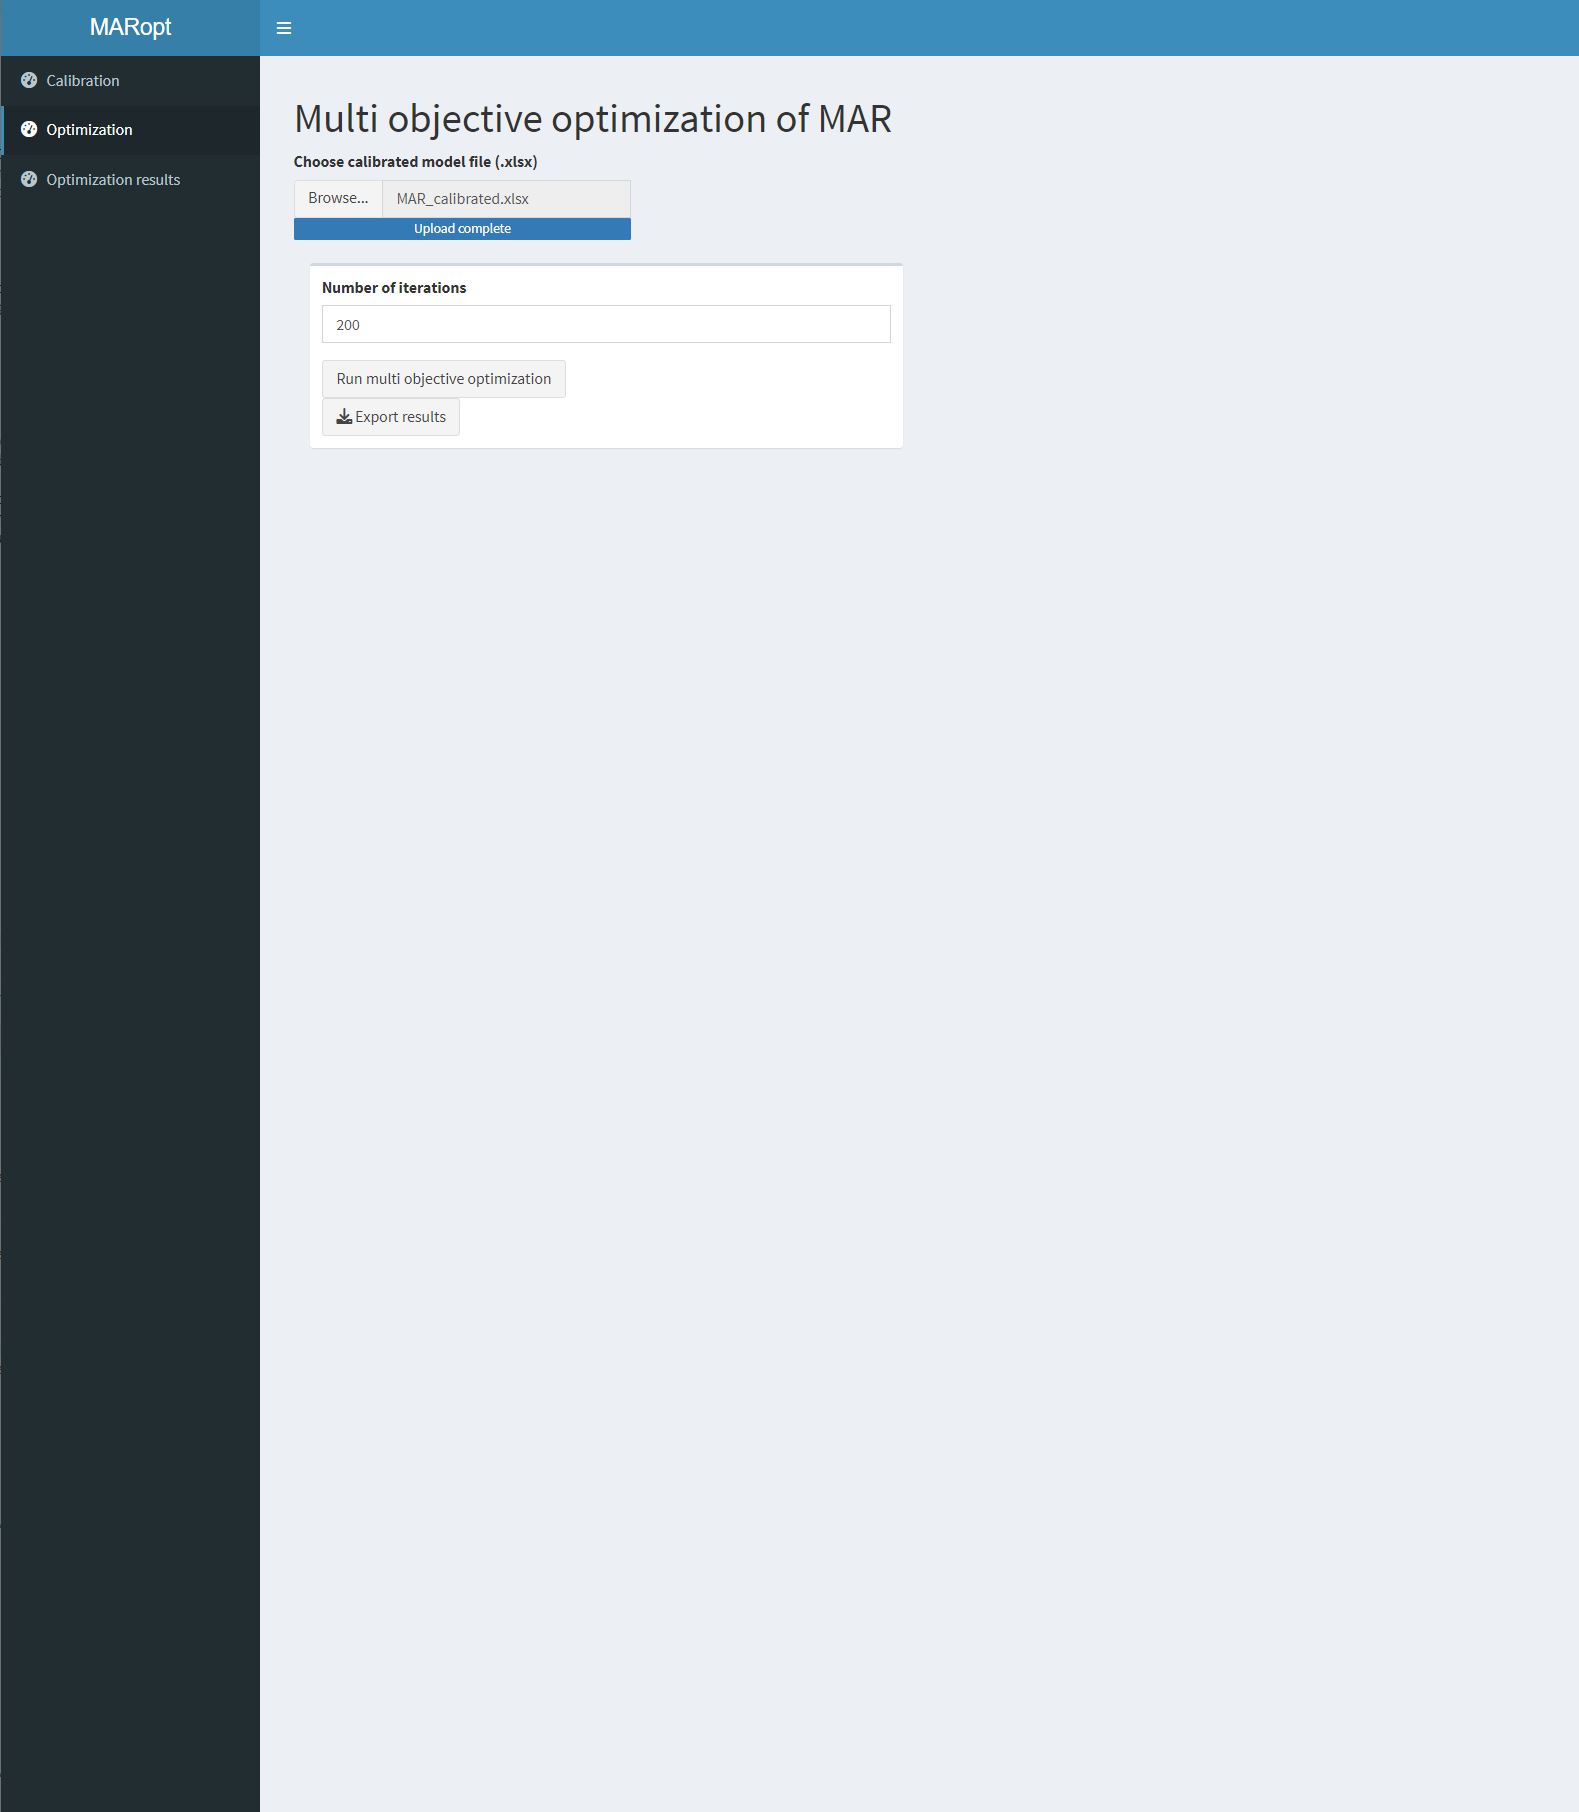 MARopt
Calibration
Optimization
Optimization results
Multi objective optimization of MAR
Choose calibrated model file (.xlsx)
Browse... MAR_calibrated.xlsx
Upload complete
Number of iterations
200
Run multi objective optimization
Export results